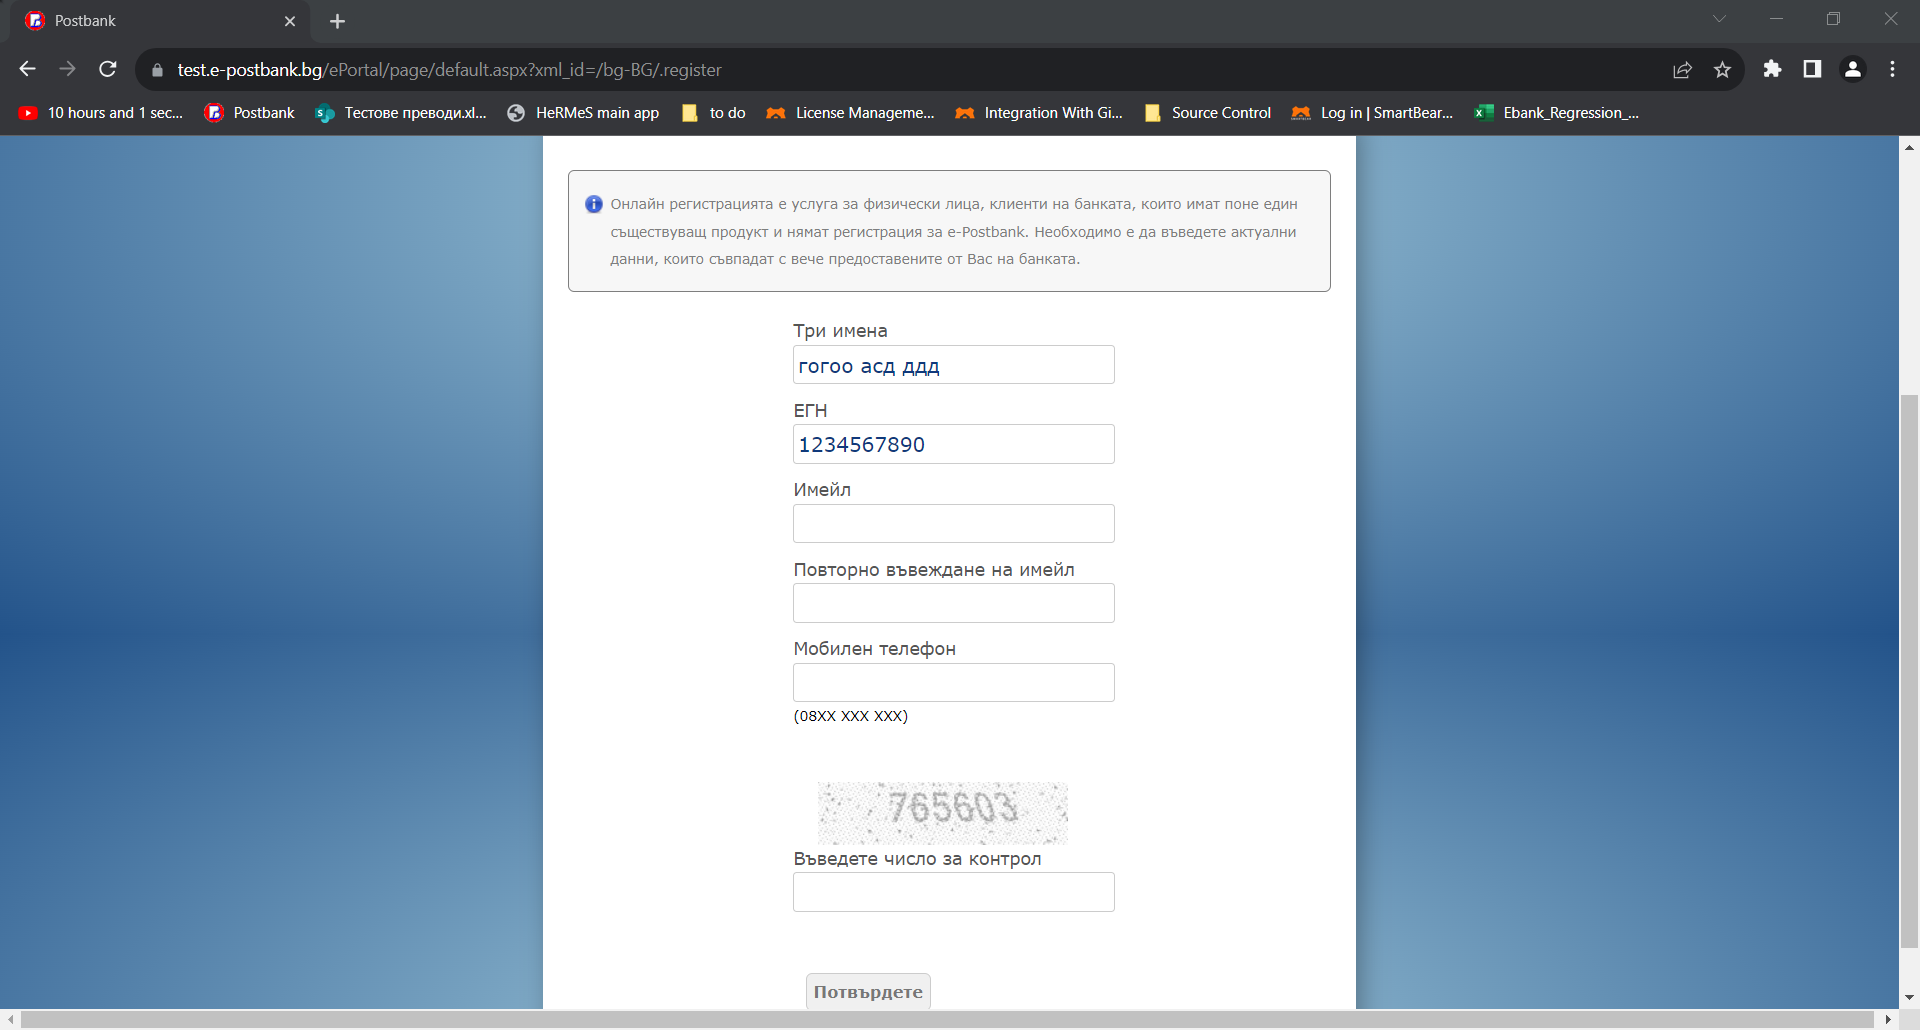 Postbank
test.e-postbank.bg/ePortal/page/default.aspx?xml_id=/bg-BG/.register
10 hours and 1 sec... Postbank Тестове преводи.xl... HeRMeS main app to do License Manageme... Integration With Gi... Source Control Log in | SmartBear... Ebank_Regression_...
Онлайн регистрацията е услуга за физически лица, клиенти на банката, които имат поне един
съществуващ продукт и нямат регистрация за e-Postbank. Необходимо е да въведете актуални
данни, които съвпадат с вече предоставените от Вас на банката.
Три имена
гогоо асд ддд
ЕГН
1234567890
Имейл
Повторно въвеждане на имейл
Мобилен телефон
(08XX XXX XXX)
765603
Въведете число за контрол
Потвърдете